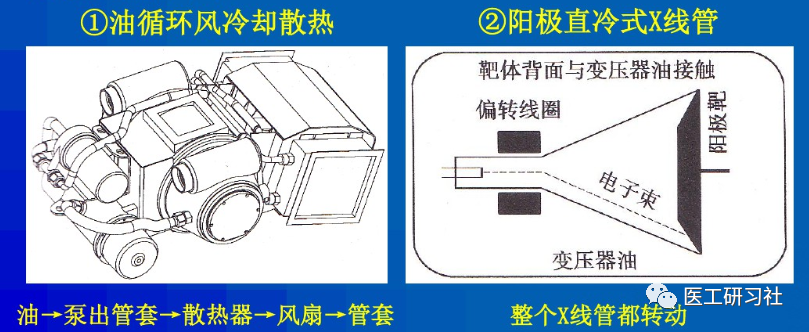 ①油循环风冷却散热
②阳极直冷式X线管
靶体背面与变压器油接触
偏转线圈
阳极靶
电子束
变压器油
医工研习社
油→泵出管套→散热器→风扇→管套
整个X线管都转动